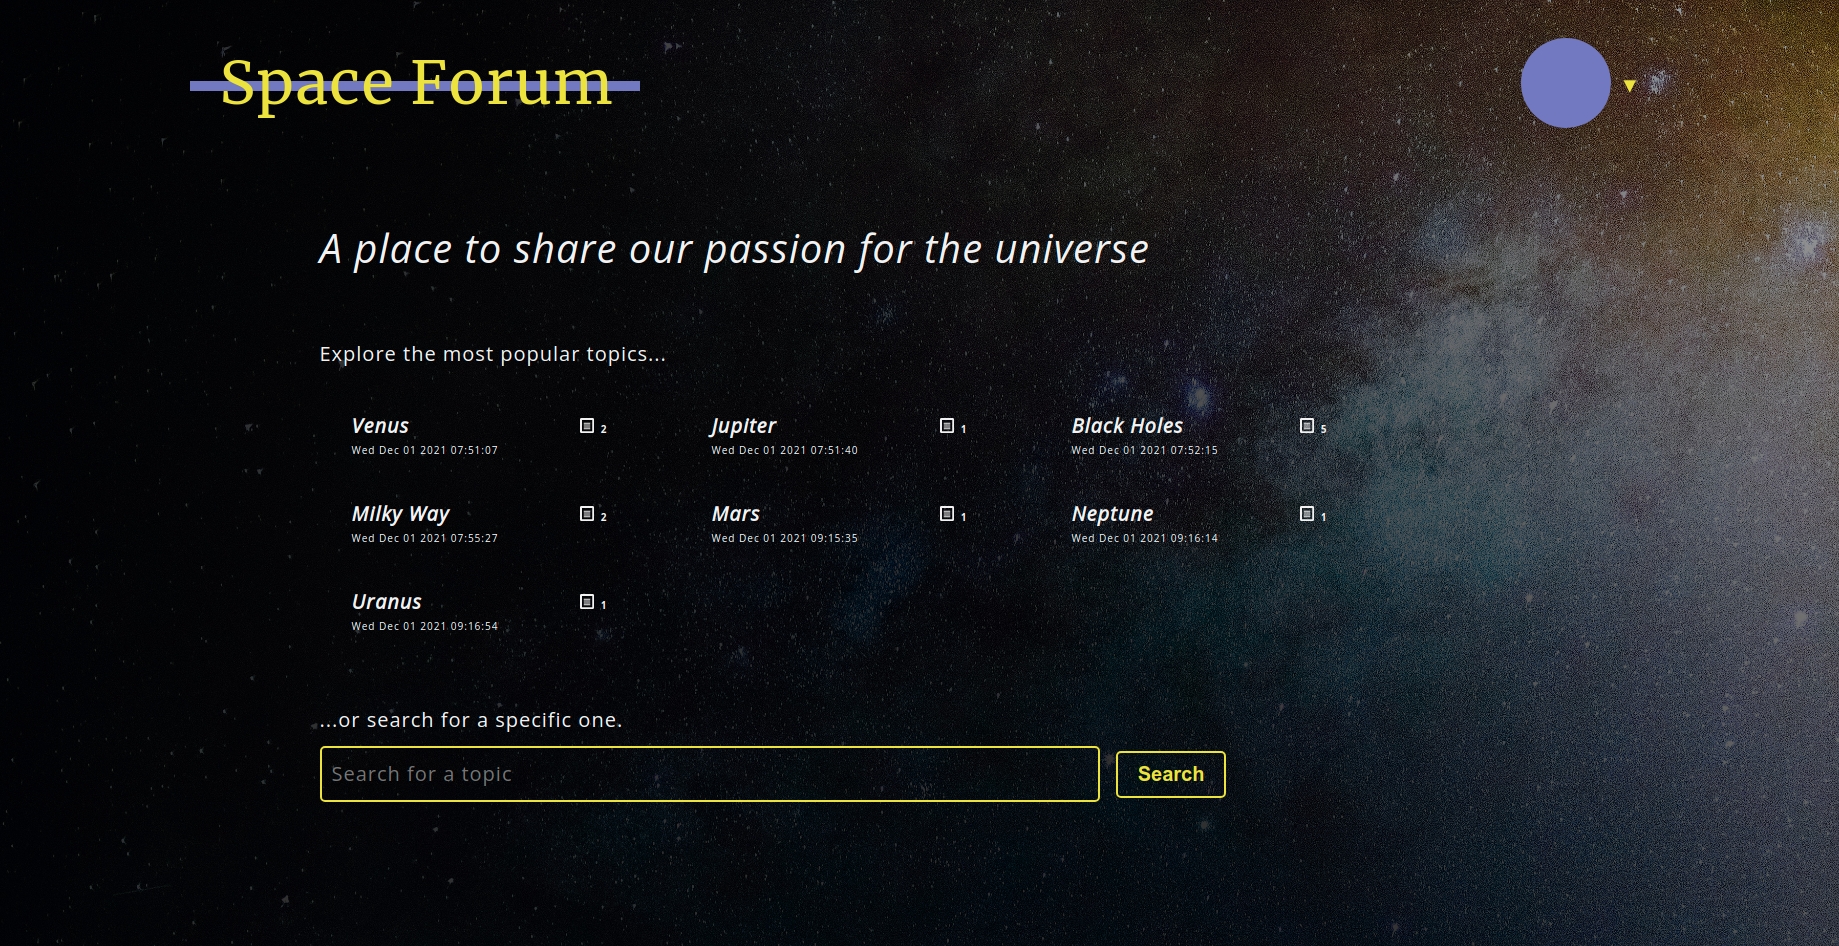 Space Forum
▼
A place to share our passion for the universe
Explore the most popular topics...
Venus 2 Jupiter 1 Black Holes 5
Wed Dec 01 2021 07:51:07 Wed Dec 01 2021 07:51:40 Wed Dec 01 2021 07:52:15
Milky Way 2 Mars 1 Neptune 1
Wed Dec 01 2021 07:55:27 Wed Dec 01 2021 09:15:35 Wed Dec 01 2021 09:16:14
Uranus 1
Wed Dec 01 2021 09:16:54
...or search for a specific one.
Search for a topic Search